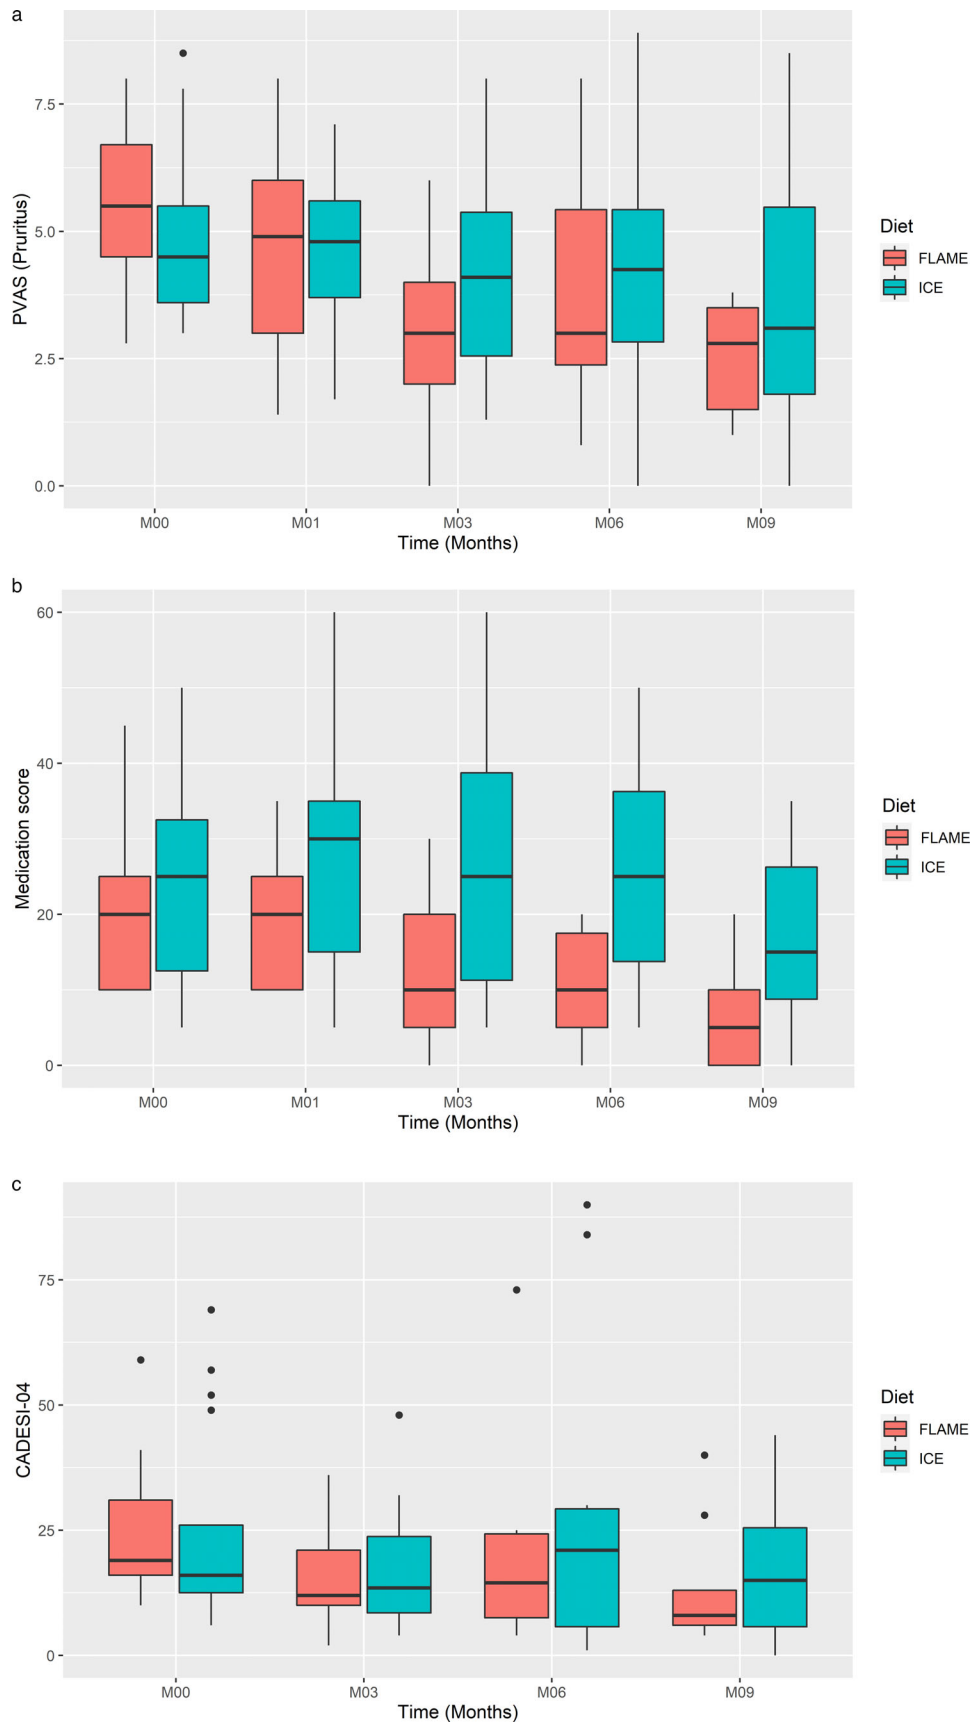 a
PVAS (Pruritus)
7.5
5.0
2.5
0.0
M00 M01 M03 M06 M09
Time (Months)
Diet
FLAME
ICE
b
Medication score
60
40
20
0
M00 M01 M03 M06 M09
Time (Months)
Diet
FLAME
ICE
c
CADESI-04
75
50
25
0
M00 M03 M06 M09
Time (Months)
Diet
FLAME
ICE